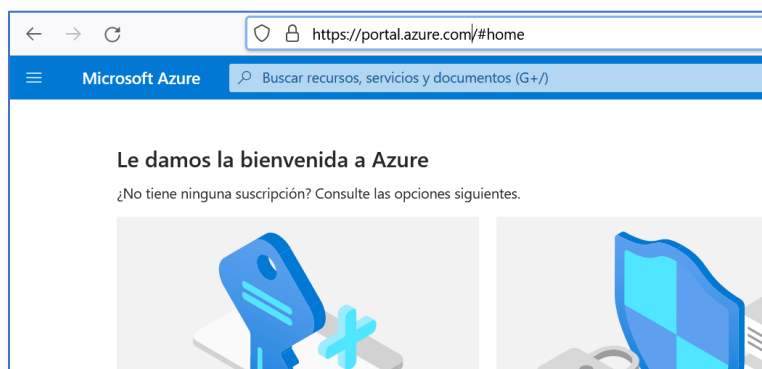 https://portal.azure.com/#home
Microsoft Azure
Buscar recursos, servicios y documentos (G+/)
Le damos la bienvenida a Azure
¿No tiene ninguna suscripción? Consulte las opciones siguientes.